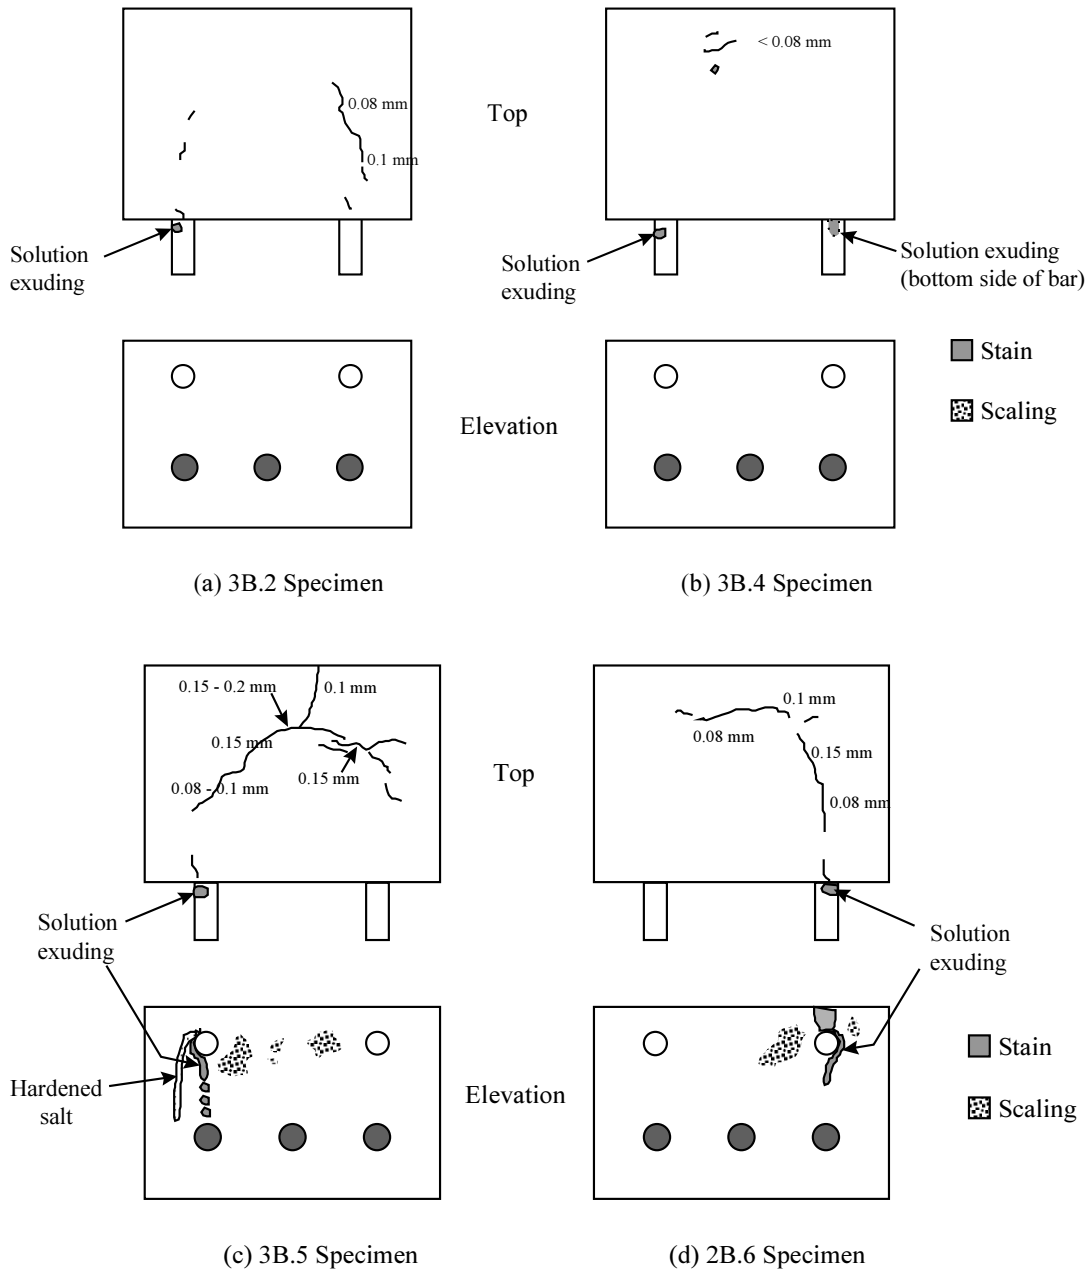 0.08 mm
0.1 mm
Top
< 0.08 mm
Solution
exuding
Solution
exuding
Solution exuding
(bottom side of bar)
Stain
Scaling
Elevation
(a) 3B.2 Specimen
(b) 3B.4 Specimen
0.15 - 0.2 mm
0.1 mm
0.15 mm
0.15 mm
0.08 - 0.1 mm
Top
0.1 mm
0.08 mm
0.15 mm
0.08 mm
Solution
exuding
Solution
exuding
Hardened
salt
Elevation
Stain
Scaling
(c) 3B.5 Specimen
(d) 2B.6 Specimen